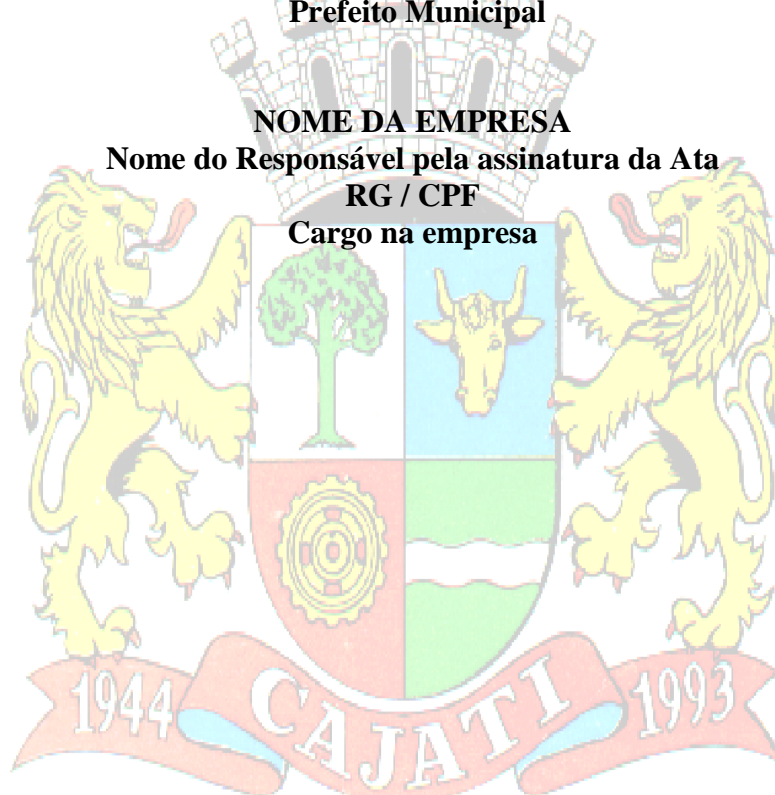 Prefeito Municipal
NOME DA EMPRESA
Nome do Responsável pela assinatura da Ata
RG / CPF
Cargo na empresa
1944 CAJATI 1993